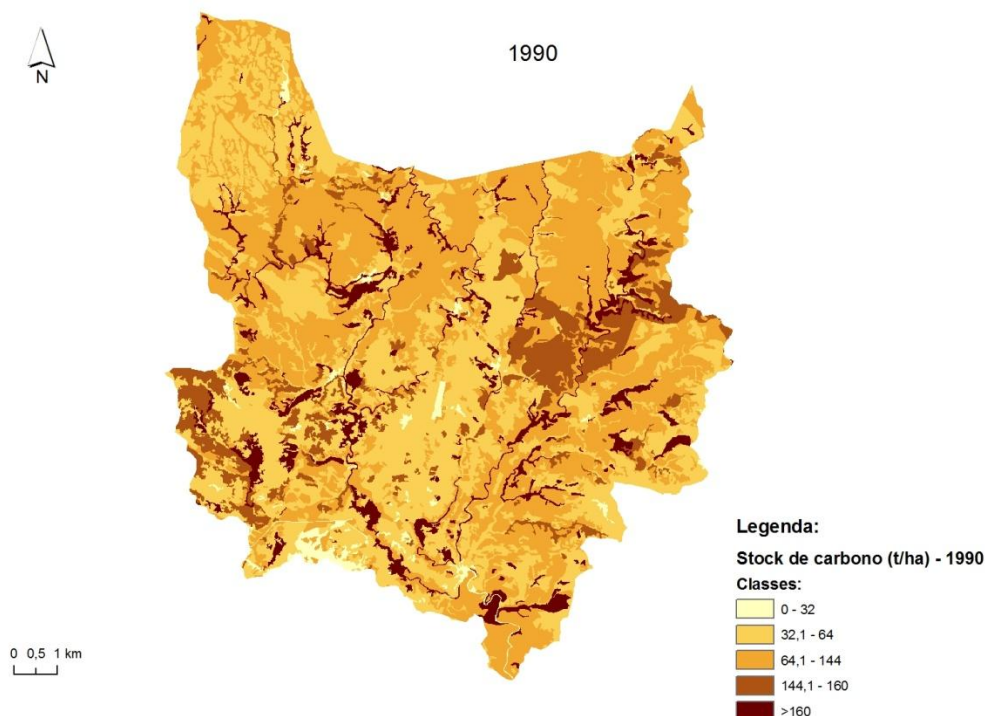 1990
N
Legenda:
Stock de carbono (t/ha) - 1990
Classes:
0 - 32
32,1 - 64
64,1 - 144
144,1 - 160
>160
0 0,5 1 km